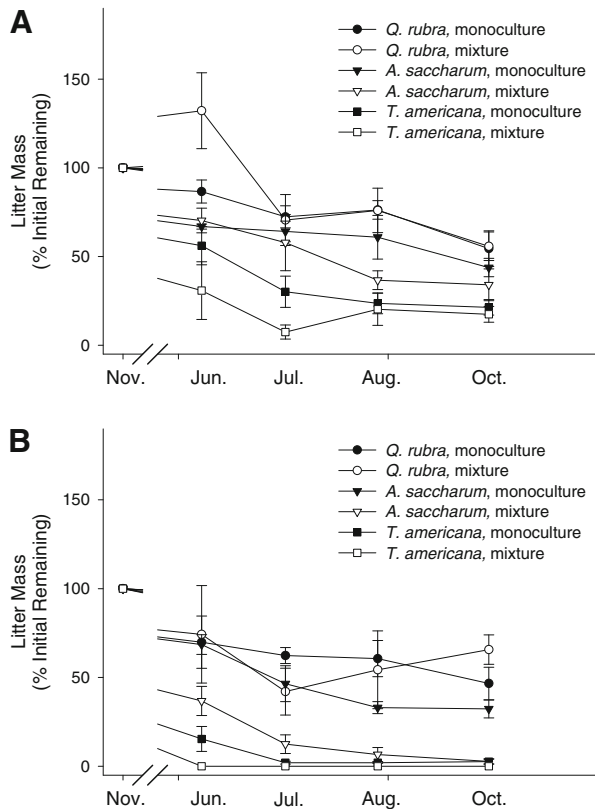 A
Q. rubra, monoculture
Q. rubra, mixture
A. saccharum, monoculture
A. saccharum, mixture
T. americana, monoculture
T. americana, mixture
Litter Mass
(% Initial Remaining)
150
100
50
0
Nov.
Jun.
Jul.
Aug.
Oct.
B
Q. rubra, monoculture
Q. rubra, mixture
A. saccharum, monoculture
A. saccharum, mixture
T. americana, monoculture
T. americana, mixture
Litter Mass
(% Initial Remaining)
150
100
50
0
Nov.
Jun.
Jul.
Aug.
Oct.